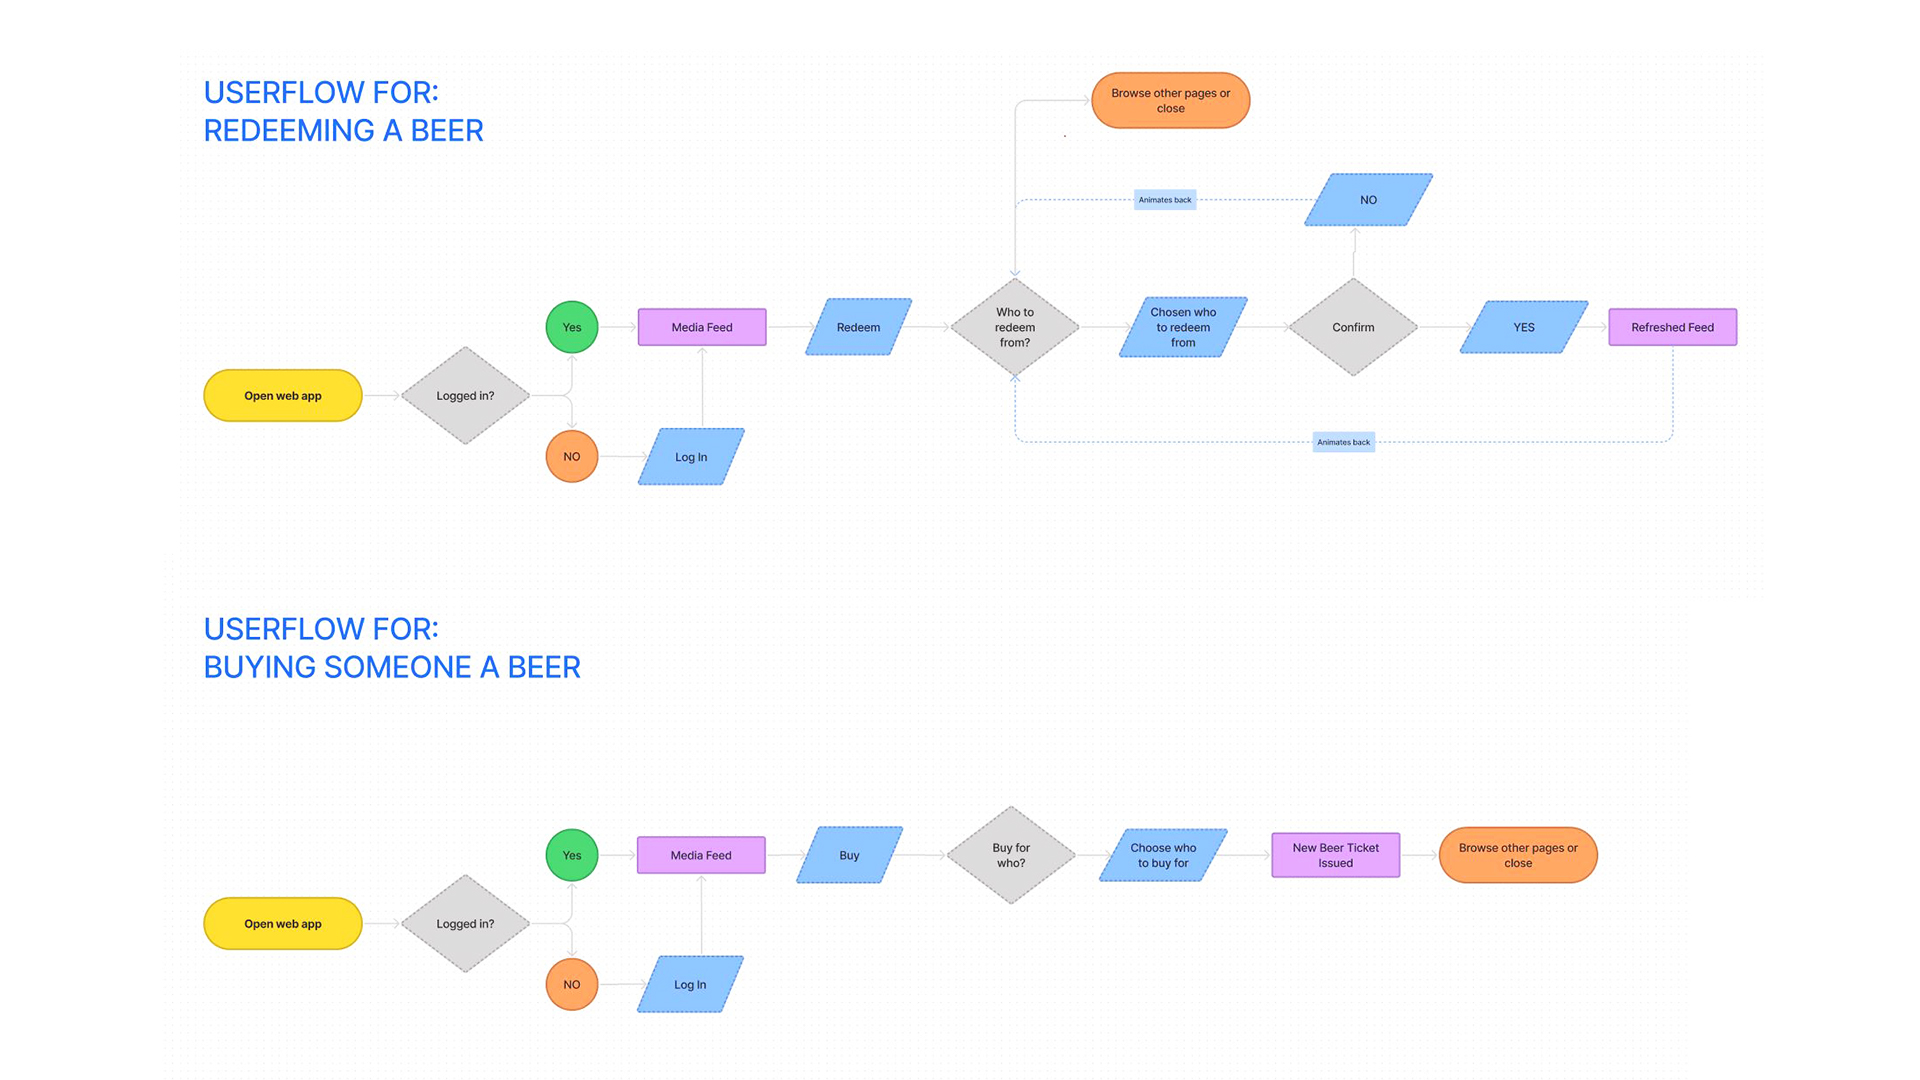 USERFLOW FOR:
REDEEMING A BEER
Browse other pages or
close
Animates back
NO
Yes
Media Feed
Redeem
Who to
redeem
from?
Chosen who
to redeem
from
Confirm
YES
Refreshed Feed
Open web app
Logged in?
NO
Log In
Animates back
USERFLOW FOR:
BUYING SOMEONE A BEER
Yes
Media Feed
Buy
Buy for
who?
Choose who
to buy for
New Beer Ticket
Issued
Browse other pages or
close
Open web app
Logged in?
NO
Log In